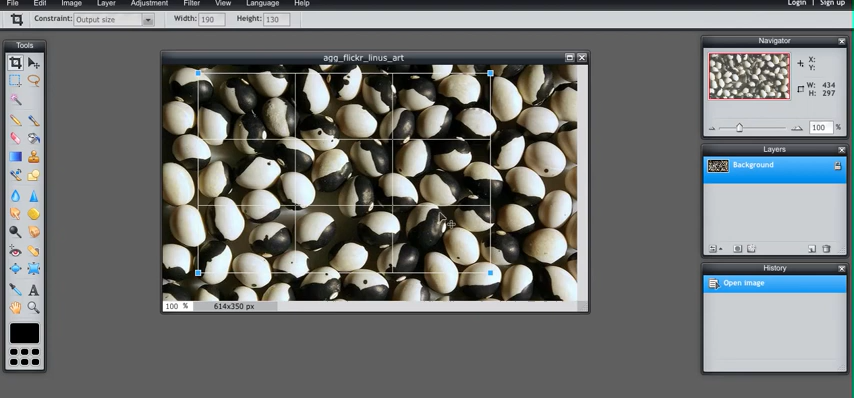 File Edit Image Layer Adjustment Filter View Language Help Login | Sign up
Constraint: Output size Width: 190 Height: 130
Tools
agg_flickr_linus_art
100 % 614x350 px
Navigator
X:
Y:
W: 434
H: 297
100 %
Layers
Background
History
Open image